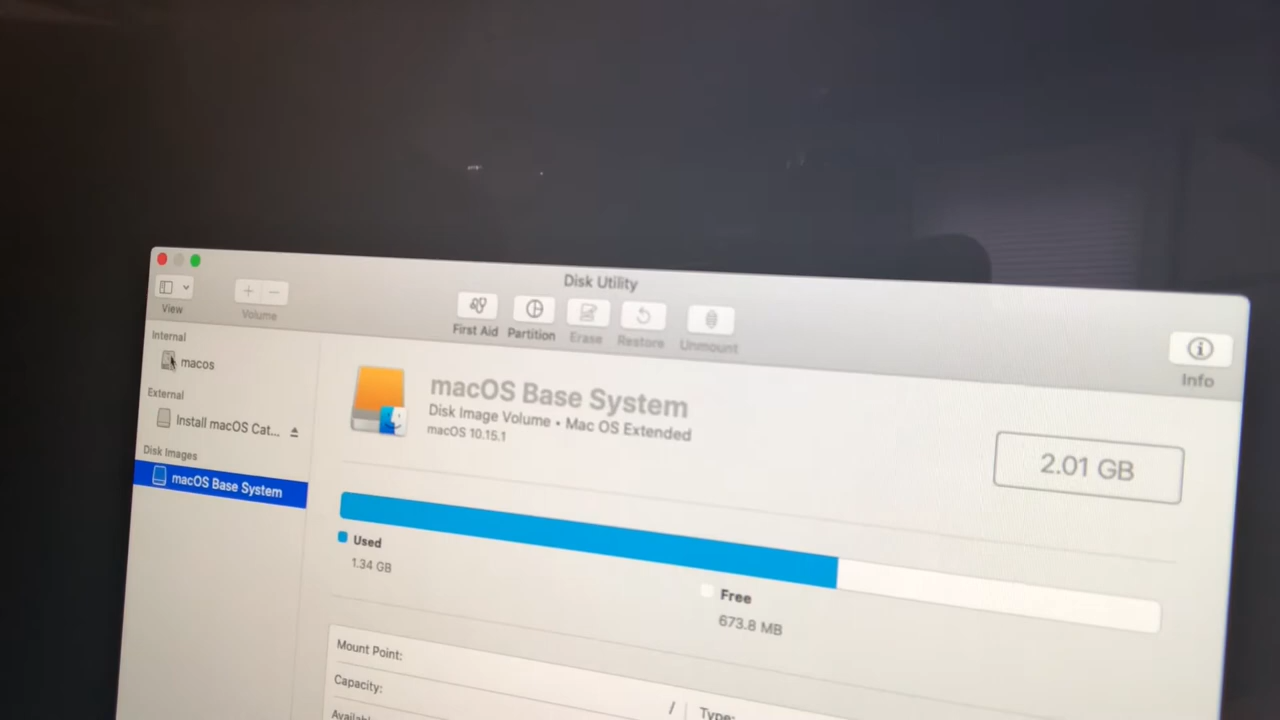 Disk Utility
View
Volume
First Aid
Partition
Erase
Restore
Unmount
Info
Internal
macos
External
Install macOS Cat...
Disk Images
macOS Base System
macOS Base System
Disk Image Volume • Mac OS Extended
macOS 10.15.1
2.01 GB
Used
1.34 GB
Free
673.8 MB
Mount Point:
Capacity:
/
Type: